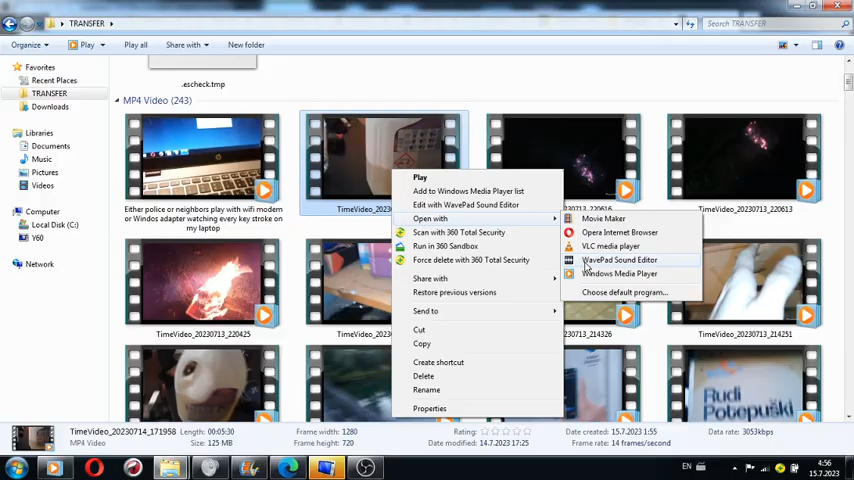 TRANSFER
Search TRANSFER
Organize
Play
Play all
Share with
New folder
Favorites
Recent Places
TRANSFER
Downloads
Libraries
Documents
Music
Pictures
Videos
Computer
Local Disk (C:)
Y60
Network
.escheck.tmp
MP4 Video (243)
Either police or neighbors play with wifi modem
or Windos adapter watching every key stroke on
my laptop
TimeVideo_2023
0220616
TimeVideo_20230713_220613
TimeVideo_20230713_220425
TimeVideo_2023
0713_214326
TimeVideo_20230713_214251
Rudi
Potepuški
Play
Add to Windows Media Player list
Edit with WavePad Sound Editor
Open with
Scan with 360 Total Security
Run in 360 Sandbox
Force delete with 360 Total Security
Share with
Restore previous versions
Send to
Cut
Copy
Create shortcut
Delete
Rename
Properties
Movie Maker
Opera Internet Browser
VLC media player
WavePad Sound Editor
Windows Media Player
Choose default program...
TimeVideo_20230714_171958
MP4 Video
Length: 00:05:30
Size: 125 MB
Frame width: 1280
Frame height: 720
Rating:
Date modified: 14.7.2023 17:25
Date created: 15.7.2023 1:55
Frame rate: 14 frames/second
Data rate: 3053kbps
EN
4:56
15.7.2023